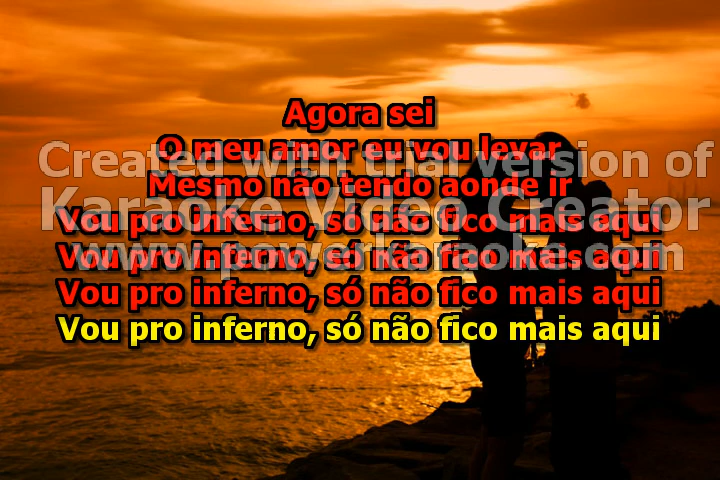 Agora sei
O meu amor eu vou levar
Created with trial version of
Mesmo não tendo aonde ir
Karaoke Video Creator
Vou pro inferno, só não fico mais aqui
www.powerkaraoke.com
Vou pro inferno, só não fico mais aqui
Vou pro inferno, só não fico mais aqui
Vou pro inferno, só não fico mais aqui